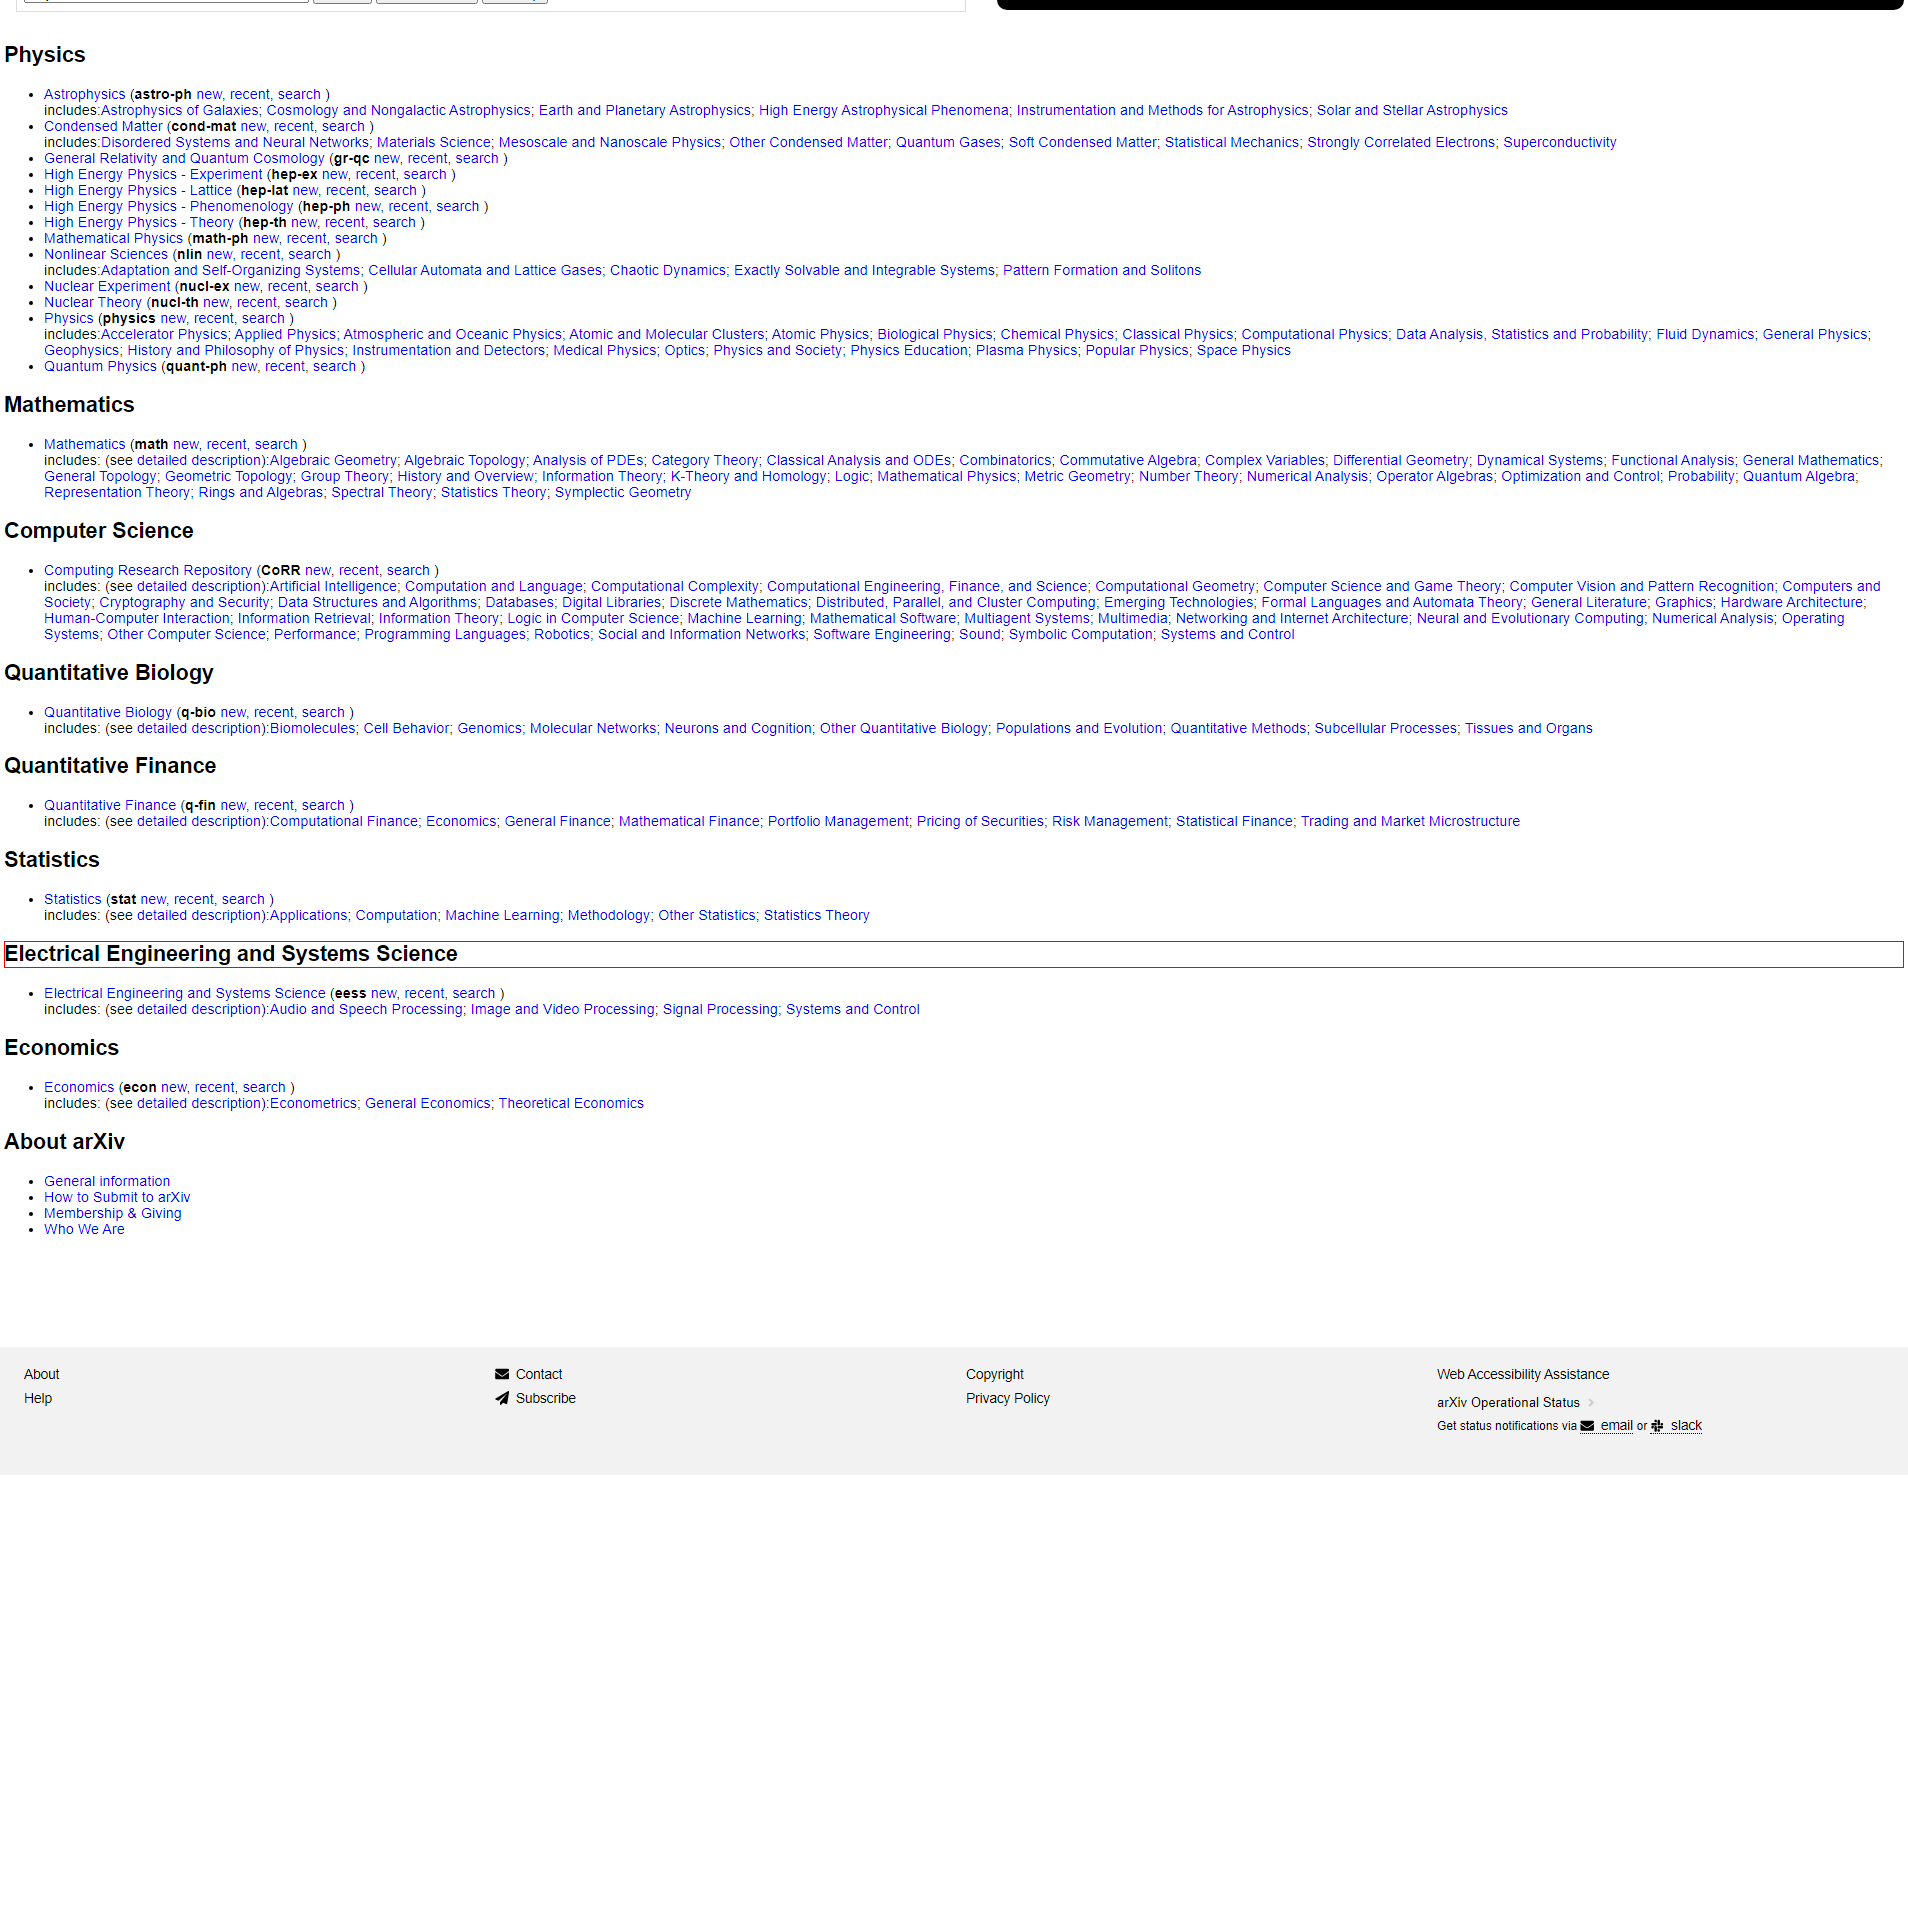 Physics
Astrophysics (astro-ph new, recent, search )
includes:Astrophysics of Galaxies; Cosmology and Nongalactic Astrophysics; Earth and Planetary Astrophysics; High Energy Astrophysical Phenomena; Instrumentation and Methods for Astrophysics; Solar and Stellar Astrophysics
Condensed Matter (cond-mat new, recent, search )
includes:Disordered Systems and Neural Networks; Materials Science; Mesoscale and Nanoscale Physics; Other Condensed Matter; Quantum Gases; Soft Condensed Matter; Statistical Mechanics; Strongly Correlated Electrons; Superconductivity
General Relativity and Quantum Cosmology (gr-qc new, recent, search )
High Energy Physics - Experiment (hep-ex new, recent, search )
High Energy Physics - Lattice (hep-lat new, recent, search )
High Energy Physics - Phenomenology (hep-ph new, recent, search )
High Energy Physics - Theory (hep-th new, recent, search )
Mathematical Physics (math-ph new, recent, search )
Nonlinear Sciences (nlin new, recent, search )
includes:Adaptation and Self-Organizing Systems; Cellular Automata and Lattice Gases; Chaotic Dynamics; Exactly Solvable and Integrable Systems; Pattern Formation and Solitons
Nuclear Experiment (nucl-ex new, recent, search )
Nuclear Theory (nucl-th new, recent, search )
Physics (physics new, recent, search )
includes:Accelerator Physics; Applied Physics; Atmospheric and Oceanic Physics; Atomic and Molecular Clusters; Atomic Physics; Biological Physics; Chemical Physics; Classical Physics; Computational Physics; Data Analysis, Statistics and Probability; Fluid Dynamics; General Physics;
Geophysics; History and Philosophy of Physics; Instrumentation and Detectors; Medical Physics; Optics; Physics and Society; Physics Education; Plasma Physics; Popular Physics; Space Physics
Quantum Physics (quant-ph new, recent, search )
Mathematics
Mathematics (math new, recent, search )
includes: (see detailed description):Algebraic Geometry; Algebraic Topology; Analysis of PDEs; Category Theory; Classical Analysis and ODEs; Combinatorics; Commutative Algebra; Complex Variables; Differential Geometry; Dynamical Systems; Functional Analysis; General Mathematics;
General Topology; Geometric Topology; Group Theory; History and Overview; Information Theory; K-Theory and Homology; Logic; Mathematical Physics; Metric Geometry; Number Theory; Numerical Analysis; Operator Algebras; Optimization and Control; Probability; Quantum Algebra;
Representation Theory; Rings and Algebras; Spectral Theory; Statistics Theory; Symplectic Geometry
Computer Science
Computing Research Repository (CoRR new, recent, search )
includes: (see detailed description):Artificial Intelligence; Computation and Language; Computational Complexity; Computational Engineering, Finance, and Science; Computational Geometry; Computer Science and Game Theory; Computer Vision and Pattern Recognition; Computers and
Society; Cryptography and Security; Data Structures and Algorithms; Databases; Digital Libraries; Discrete Mathematics; Distributed, Parallel, and Cluster Computing; Emerging Technologies; Formal Languages and Automata Theory; General Literature; Graphics; Hardware Architecture;
Human-Computer Interaction; Information Retrieval; Information Theory; Logic in Computer Science; Machine Learning; Mathematical Software; Multiagent Systems; Multimedia; Networking and Internet Architecture; Neural and Evolutionary Computing; Numerical Analysis; Operating
Systems; Other Computer Science; Performance; Programming Languages; Robotics; Social and Information Networks; Software Engineering; Sound; Symbolic Computation; Systems and Control
Quantitative Biology
Quantitative Biology (q-bio new, recent, search )
includes: (see detailed description):Biomolecules; Cell Behavior; Genomics; Molecular Networks; Neurons and Cognition; Other Quantitative Biology; Populations and Evolution; Quantitative Methods; Subcellular Processes; Tissues and Organs
Quantitative Finance
Quantitative Finance (q-fin new, recent, search )
includes: (see detailed description):Computational Finance; Economics; General Finance; Mathematical Finance; Portfolio Management; Pricing of Securities; Risk Management; Statistical Finance; Trading and Market Microstructure
Statistics
Statistics (stat new, recent, search )
includes: (see detailed description):Applications; Computation; Machine Learning; Methodology; Other Statistics; Statistics Theory
Electrical Engineering and Systems Science
Electrical Engineering and Systems Science (eess new, recent, search )
includes: (see detailed description):Audio and Speech Processing; Image and Video Processing; Signal Processing; Systems and Control
Economics
Economics (econ new, recent, search )
includes: (see detailed description):Econometrics; General Economics; Theoretical Economics
About arXiv
General information
How to Submit to arXiv
Membership & Giving
Who We Are
About
Help
Contact
Subscribe
Copyright
Privacy Policy
Web Accessibility Assistance
arXiv Operational Status
Get status notifications via email or slack